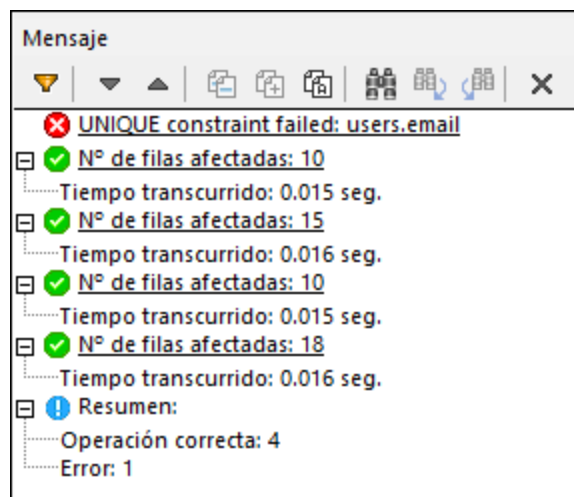 Mensaje
UNIQUE constraint failed: users.email
Nº de filas afectadas: 10
Tiempo transcurrido: 0.015 seg.
Nº de filas afectadas: 15
Tiempo transcurrido: 0.016 seg.
Nº de filas afectadas: 10
Tiempo transcurrido: 0.015 seg.
Nº de filas afectadas: 18
Tiempo transcurrido: 0.016 seg.
Resumen:
Operación correcta: 4
Error: 1